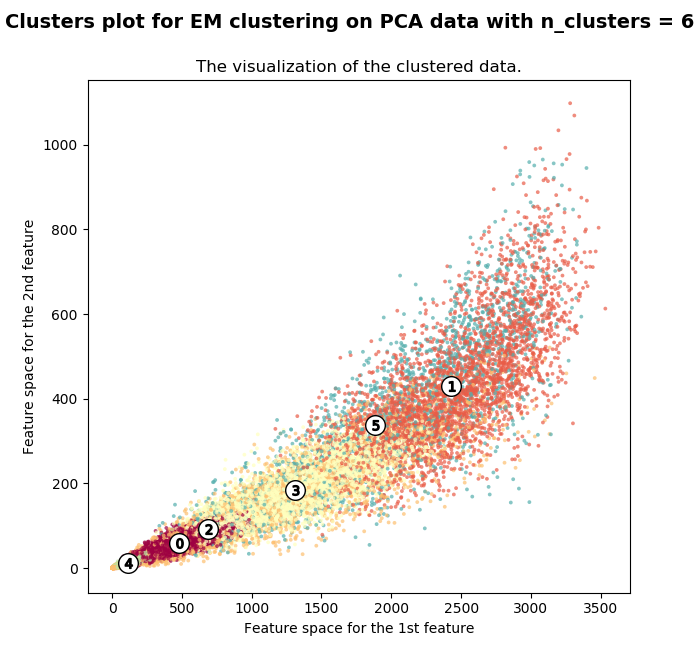 Clusters plot for EM clustering on PCA data with n_clusters = 6
The visualization of the clustered data.
1000
800
600
400
200
0
Feature space for the 2nd feature
1
5
3
2
0
4
0 500 1000 1500 2000 2500 3000 3500
Feature space for the 1st feature